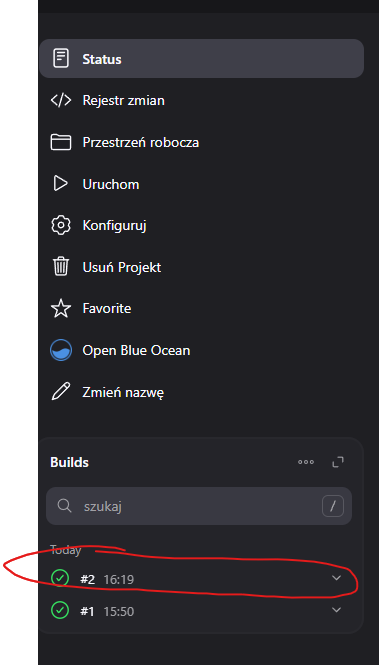 Status
Rejestr zmian
Przestrzeń robocza
Uruchom
Konfiguruj
Usuń Projekt
Favorite
Open Blue Ocean
Zmień nazwę
Builds
szukaj /
Today
#2 16:19
#1 15:50